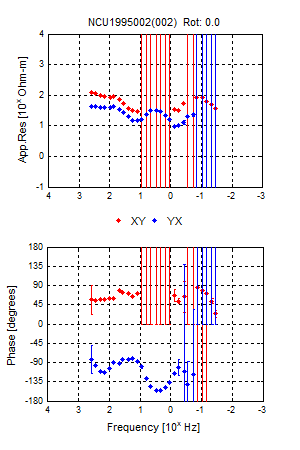 NCU1995002(002) Rot: 0.0
App.Res [10^x Ohm-m]
4
3
2
1
0
-1
4 3 2 1 0 -1 -2 -3
XY YX
Phase [degrees]
180
135
90
45
0
-45
-90
-135
-180
4 3 2 1 0 -1 -2 -3
Frequency [10^x Hz]